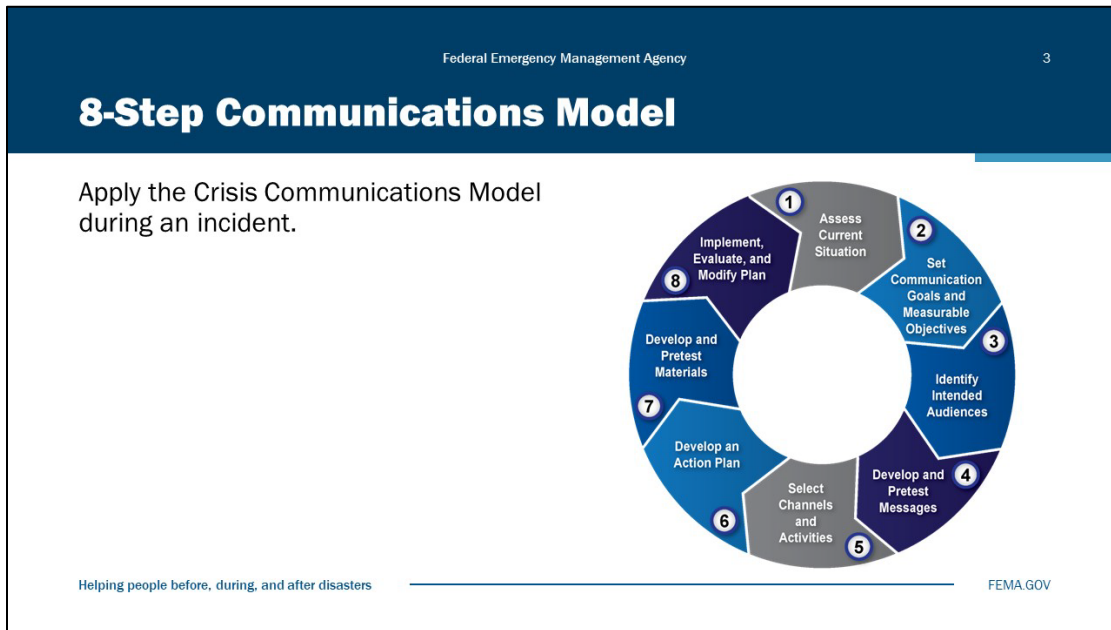 Federal Emergency Management Agency
3
8-Step Communications Model
Apply the Crisis Communications Model
during an incident.
1
Assess
Current
Situation
2
Set
Communication
Goals and
Measurable
Objectives
3
Identify
Intended
Audiences
4
Develop and
Pretest
Messages
5
Select
Channels
and
Activities
6
Develop an
Action Plan
7
Develop and
Pretest
Materials
8
Implement,
Evaluate, and
Modify Plan
Helping people before, during, and after disasters
FEMA.GOV